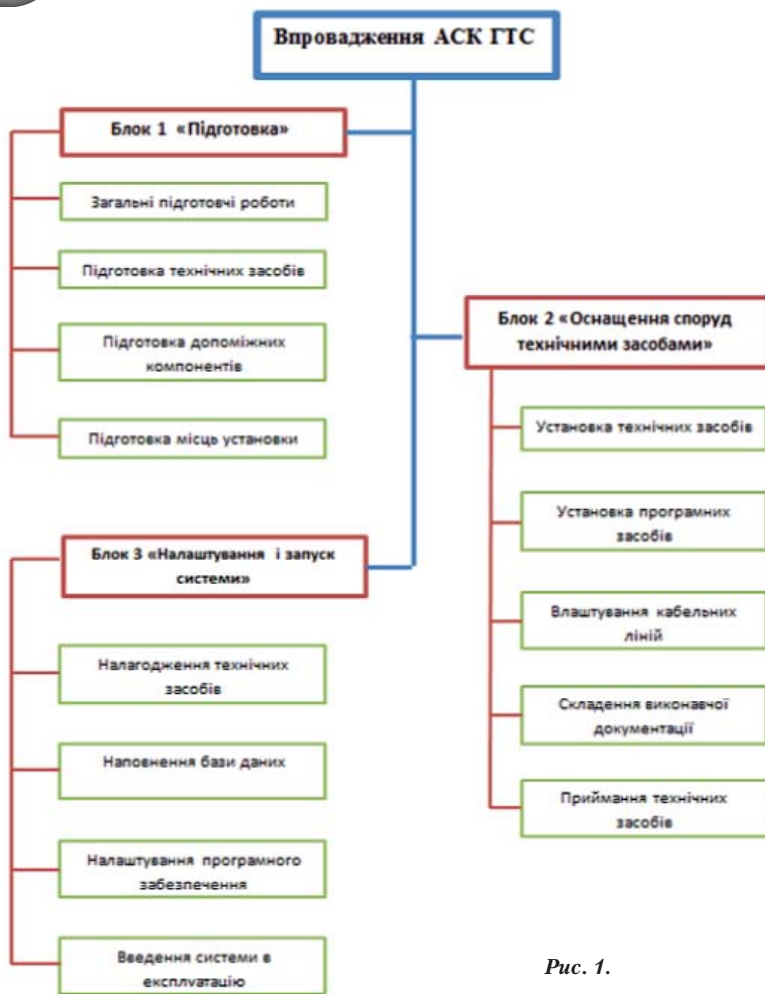 Впровадження АСК ГТС
Блок 1 «Підготовка»
Загальні підготовчі роботи
Підготовка технічних засобів
Підготовка допоміжних
компонентів
Підготовка місць установки
Блок 2 «Оснащення споруд
технічними засобами»
Установка технічних засобів
Установка програмних
засобів
Влаштування кабельних
ліній
Складення виконавчої
документації
Приймання технічних
засобів
Блок 3 «Налаштування і запуск
системи»
Налагодження технічних
засобів
Наповнення бази даних
Налаштування програмного
забезпечення
Введення системи в
експлуатацію
Рис. 1.